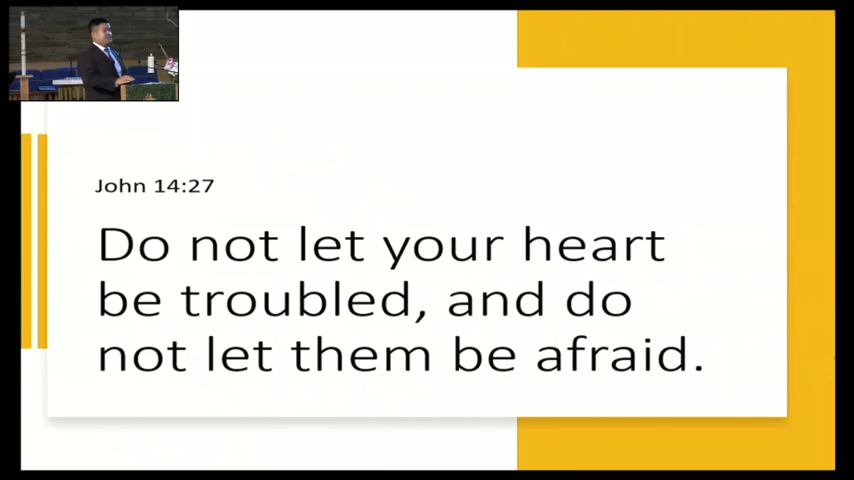 John 14:27
Do not let your heart
be troubled, and do
not let them be afraid.